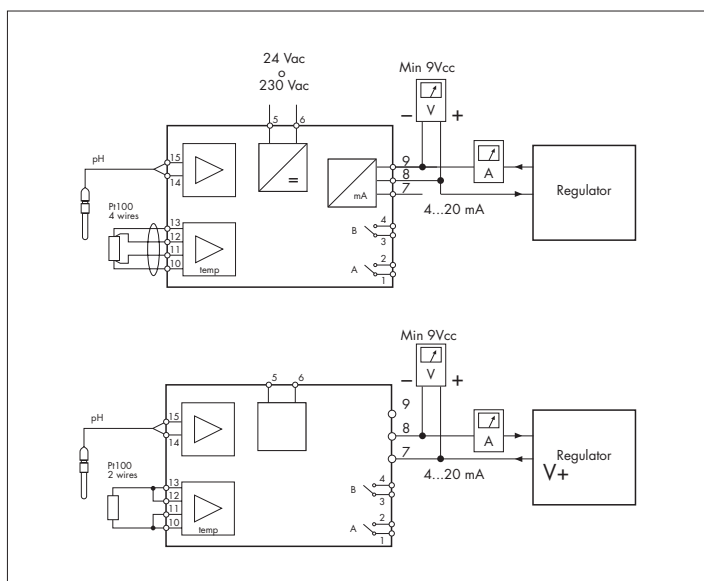 24 Vac
o
230 Vac
Min 9Vcc
− V +
5 6
pH
15
14
=
9
8
7
mA
A
Regulator
4...20 mA
Pt100
4 wires
13
12
11
10
temp
B
4
3
A
2
1
Min 9Vcc
− V +
5 6
9
pH
15
14
8
7
A
Regulator
V+
4...20 mA
Pt100
2 wires
13
12
11
10
temp
B
4
3
A
2
1